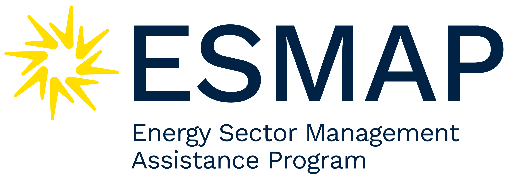 ESMAP
Energy Sector Management
Assistance Program